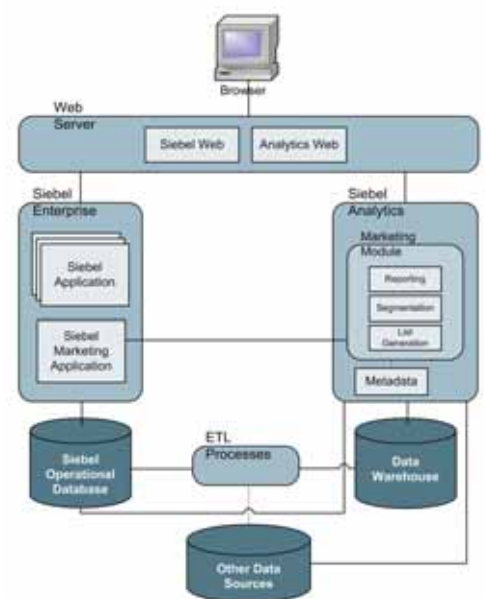 Browser
Web
Server
Siebel Web
Analytics Web
Siebel
Enterprise
Siebel
Application
Siebel
Marketing
Application
Siebel
Analytics
Marketing
Module
Reporting
Segmentation
List
Generation
Metadata
Siebel
Operational
Database
ETL
Processes
Data
Warehouse
Other Data
Sources